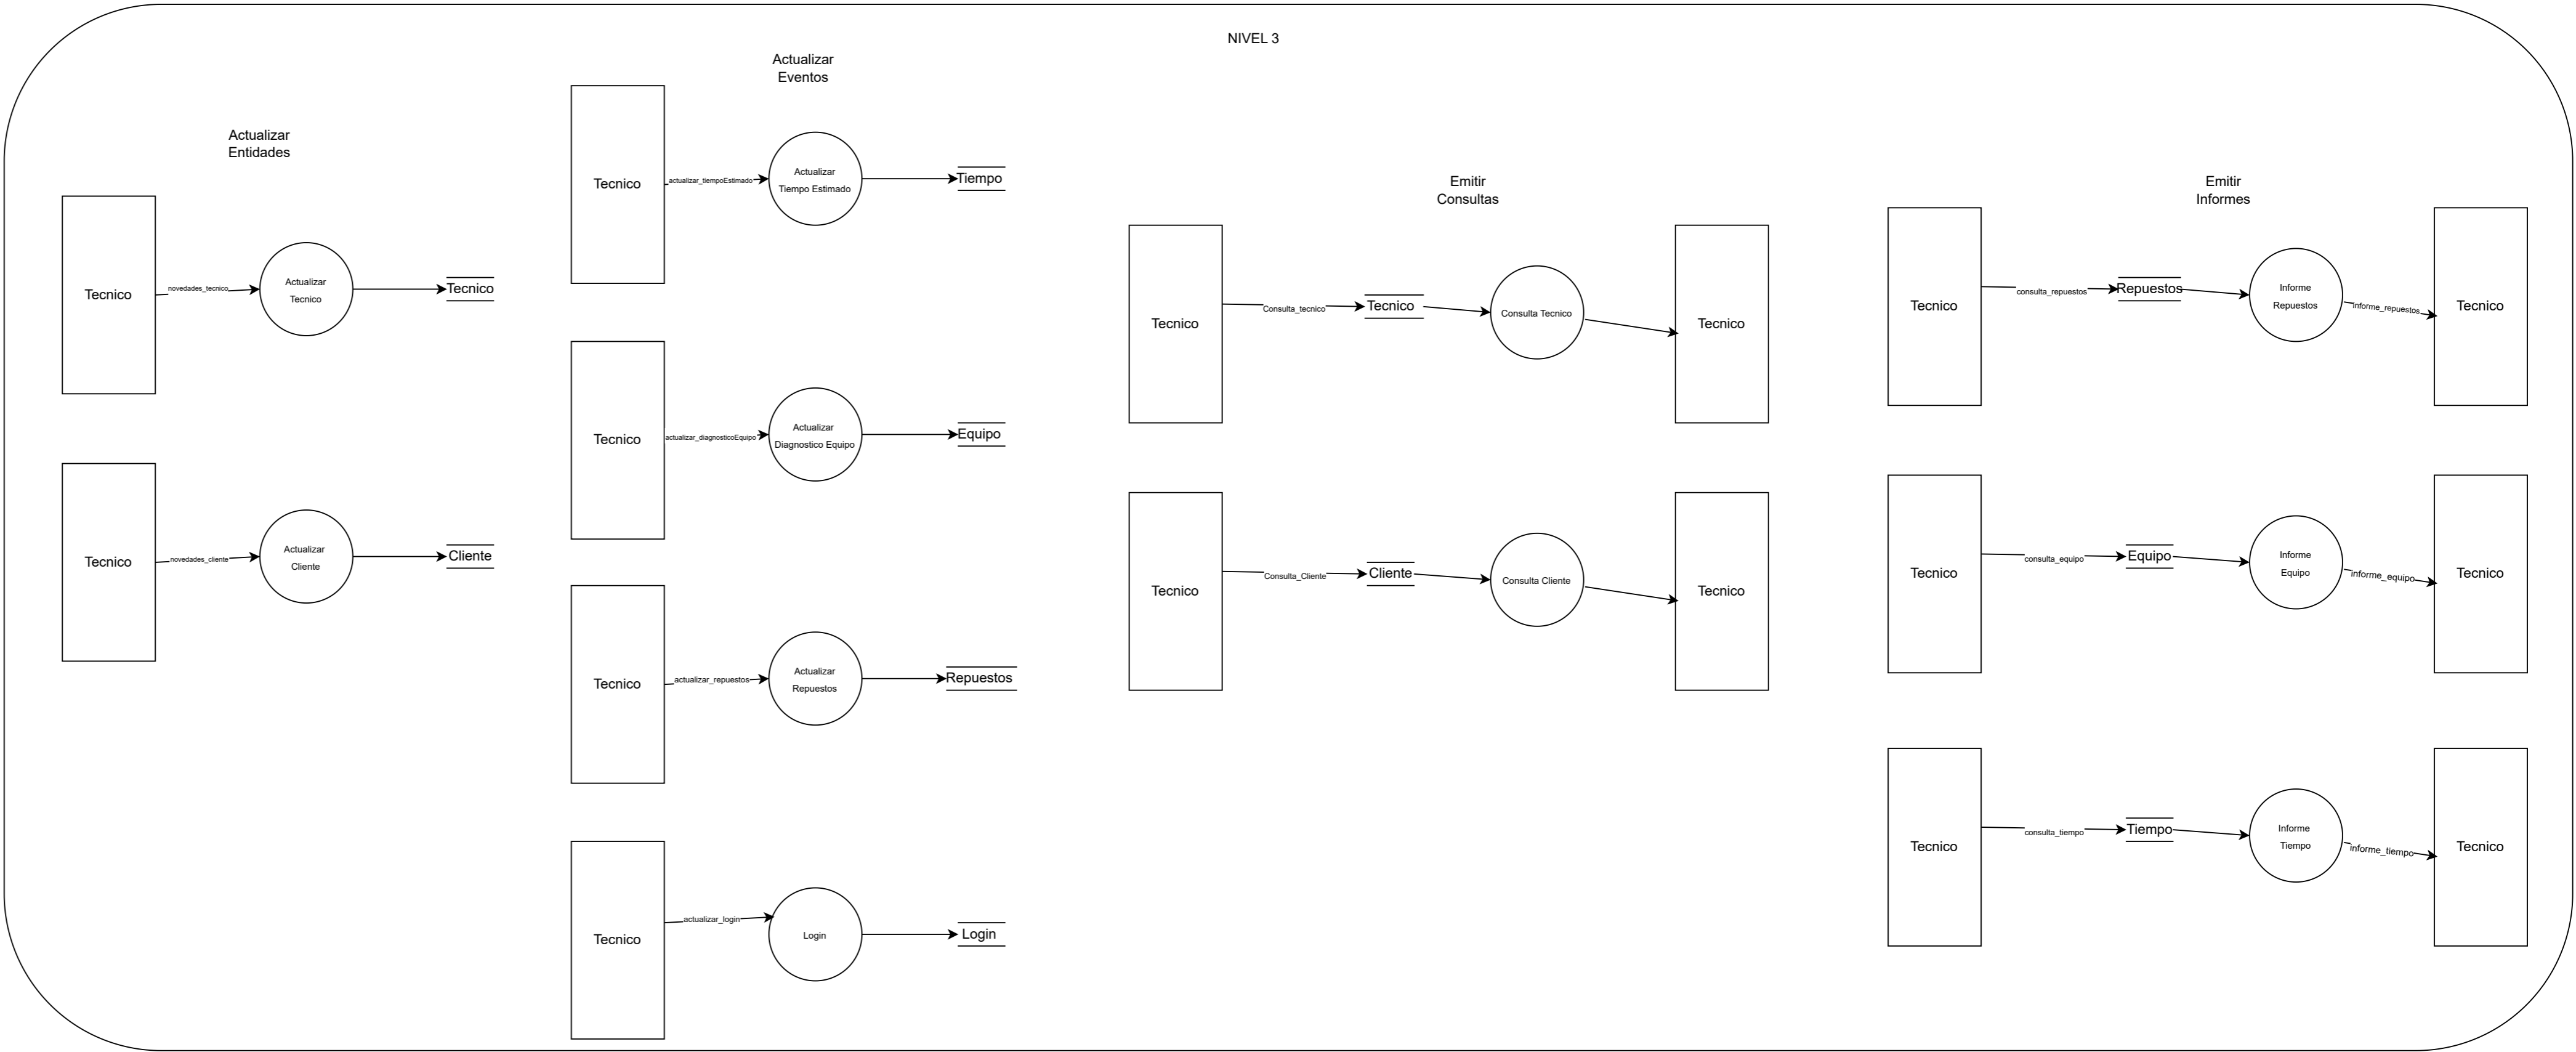 NIVEL 3
Actualizar
Entidades
Tecnico
novedades_tecnico
Actualizar
Tecnico
Tecnico
Tecnico
novedades_cliente
Actualizar
Cliente
Cliente
Actualizar
Eventos
Tecnico
actualizar_tiempoEstimado
Actualizar
Tiempo Estimado
Tiempo
Tecnico
actualizar_diagnosticoEquipo
Actualizar
Diagnostico Equipo
Equipo
Tecnico
actualizar_repuestos
Actualizar
Repuestos
Repuestos
Tecnico
actualizar_login
Login
Login
Emitir
Consultas
Tecnico
Consulta_tecnico
Tecnico
Consulta Tecnico
Tecnico
Tecnico
Consulta_Cliente
Cliente
Consulta Cliente
Tecnico
Emitir
Informes
Tecnico
consulta_repuestos
Repuestos
Informe
Repuestos
informe_repuestos
Tecnico
Tecnico
consulta_equipo
Equipo
Informe
Equipo
informe_equipo
Tecnico
Tecnico
consulta_tiempo
Tiempo
Informe
Tiempo
informe_tiempo
Tecnico